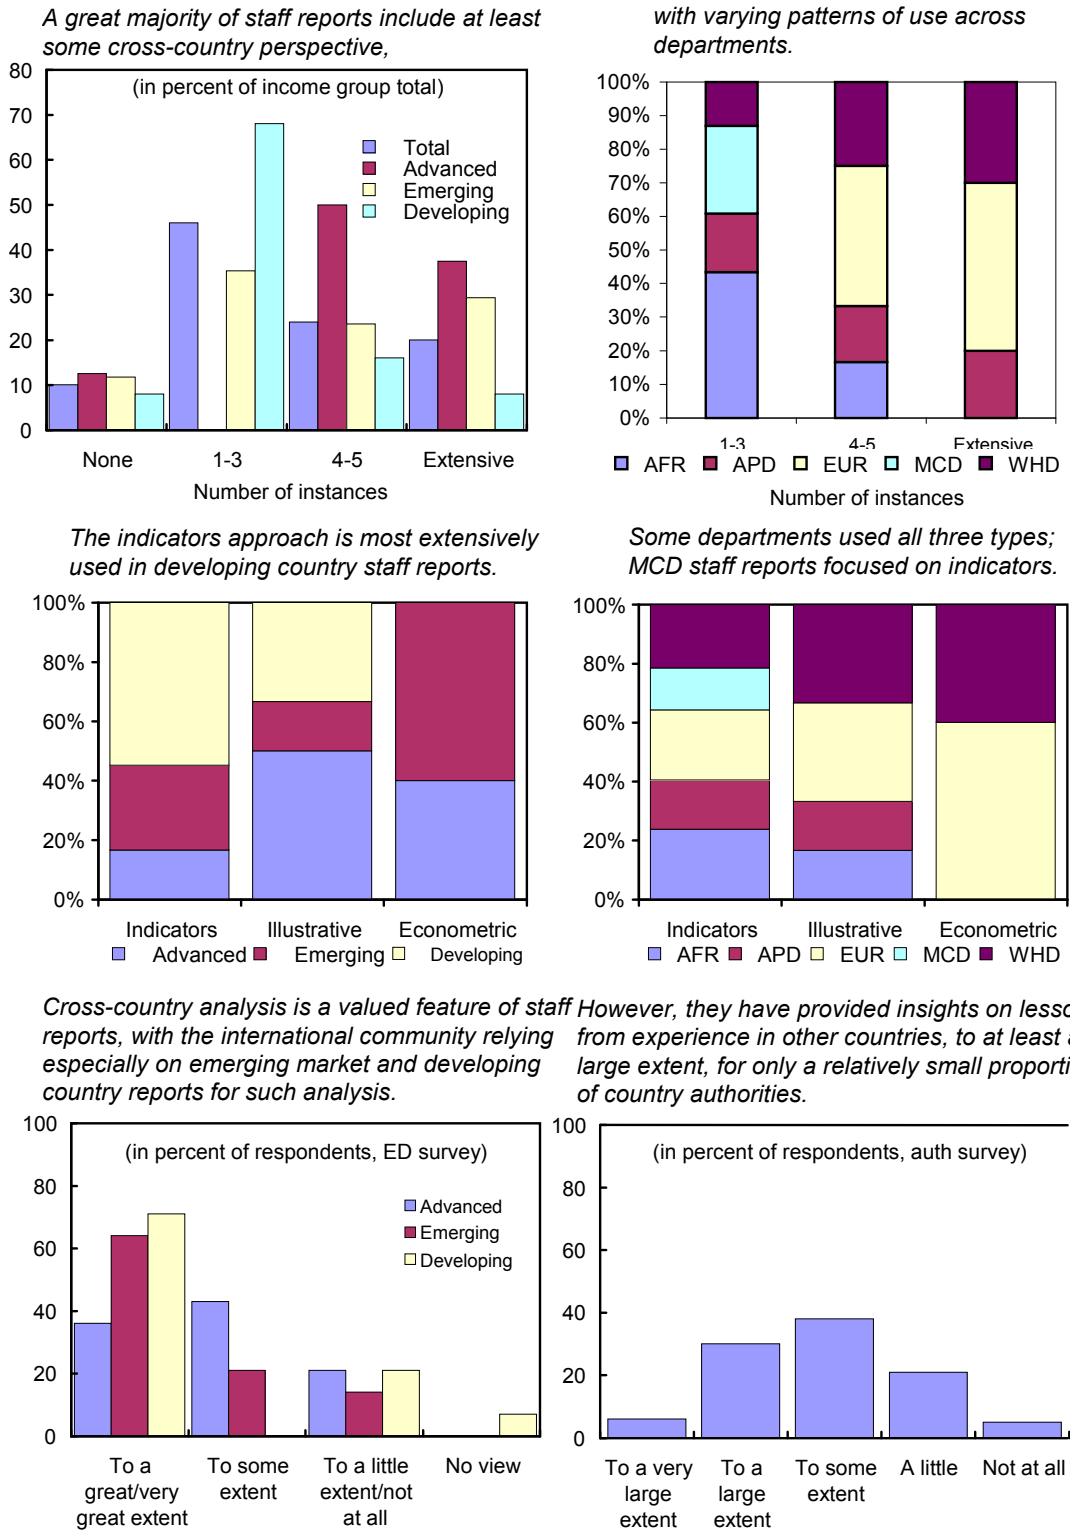 A great majority of staff reports include at least
some cross-country perspective,
80
70
60
50
40
30
20
10
0
(in percent of income group total)
Total
Advanced
Emerging
Developing
None 1-3 4-5 Extensive
Number of instances
with varying patterns of use across
departments.
100%
90%
80%
70%
60%
50%
40%
30%
20%
10%
0%
1-3 4-5 Extensive
AFR APD EUR MCD WHD
Number of instances
The indicators approach is most extensively
used in developing country staff reports.
100%
80%
60%
40%
20%
0%
Indicators Illustrative Econometric
Advanced Emerging Developing
Some departments used all three types;
MCD staff reports focused on indicators.
100%
80%
60%
40%
20%
0%
Indicators Illustrative Econometric
AFR APD EUR MCD WHD
Cross-country analysis is a valued feature of staff
reports, with the international community relying
especially on emerging market and developing
country reports for such analysis.
100
80
60
40
20
0
(in percent of respondents, ED survey)
Advanced
Emerging
Developing
To a great/very great extent
To some extent
To a little extent/not at all
No view
However, they have provided insights on lesso
from experience in other countries, to at least a
large extent, for only a relatively small proporti
of country authorities.
100
80
60
40
20
0
(in percent of respondents, auth survey)
To a very large extent
To a large extent
To some extent
A little
Not at all